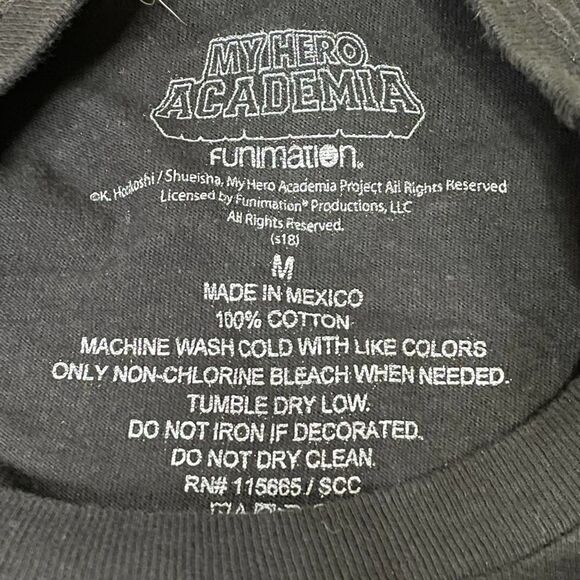 MY HERO
ACADEMIA
FUNIMATION®
©K. Horikoshi / Shueisha, My Hero Academia Project All Rights Reserved
Licensed by Funimation® Productions, LLC
All Rights Reserved.
(s18)
M
MADE IN MEXICO
100% COTTON
MACHINE WASH COLD WITH LIKE COLORS
ONLY NON-CHLORINE BLEACH WHEN NEEDED.
TUMBLE DRY LOW.
DO NOT IRON IF DECORATED.
DO NOT DRY CLEAN.
RN# 115665 / SCC